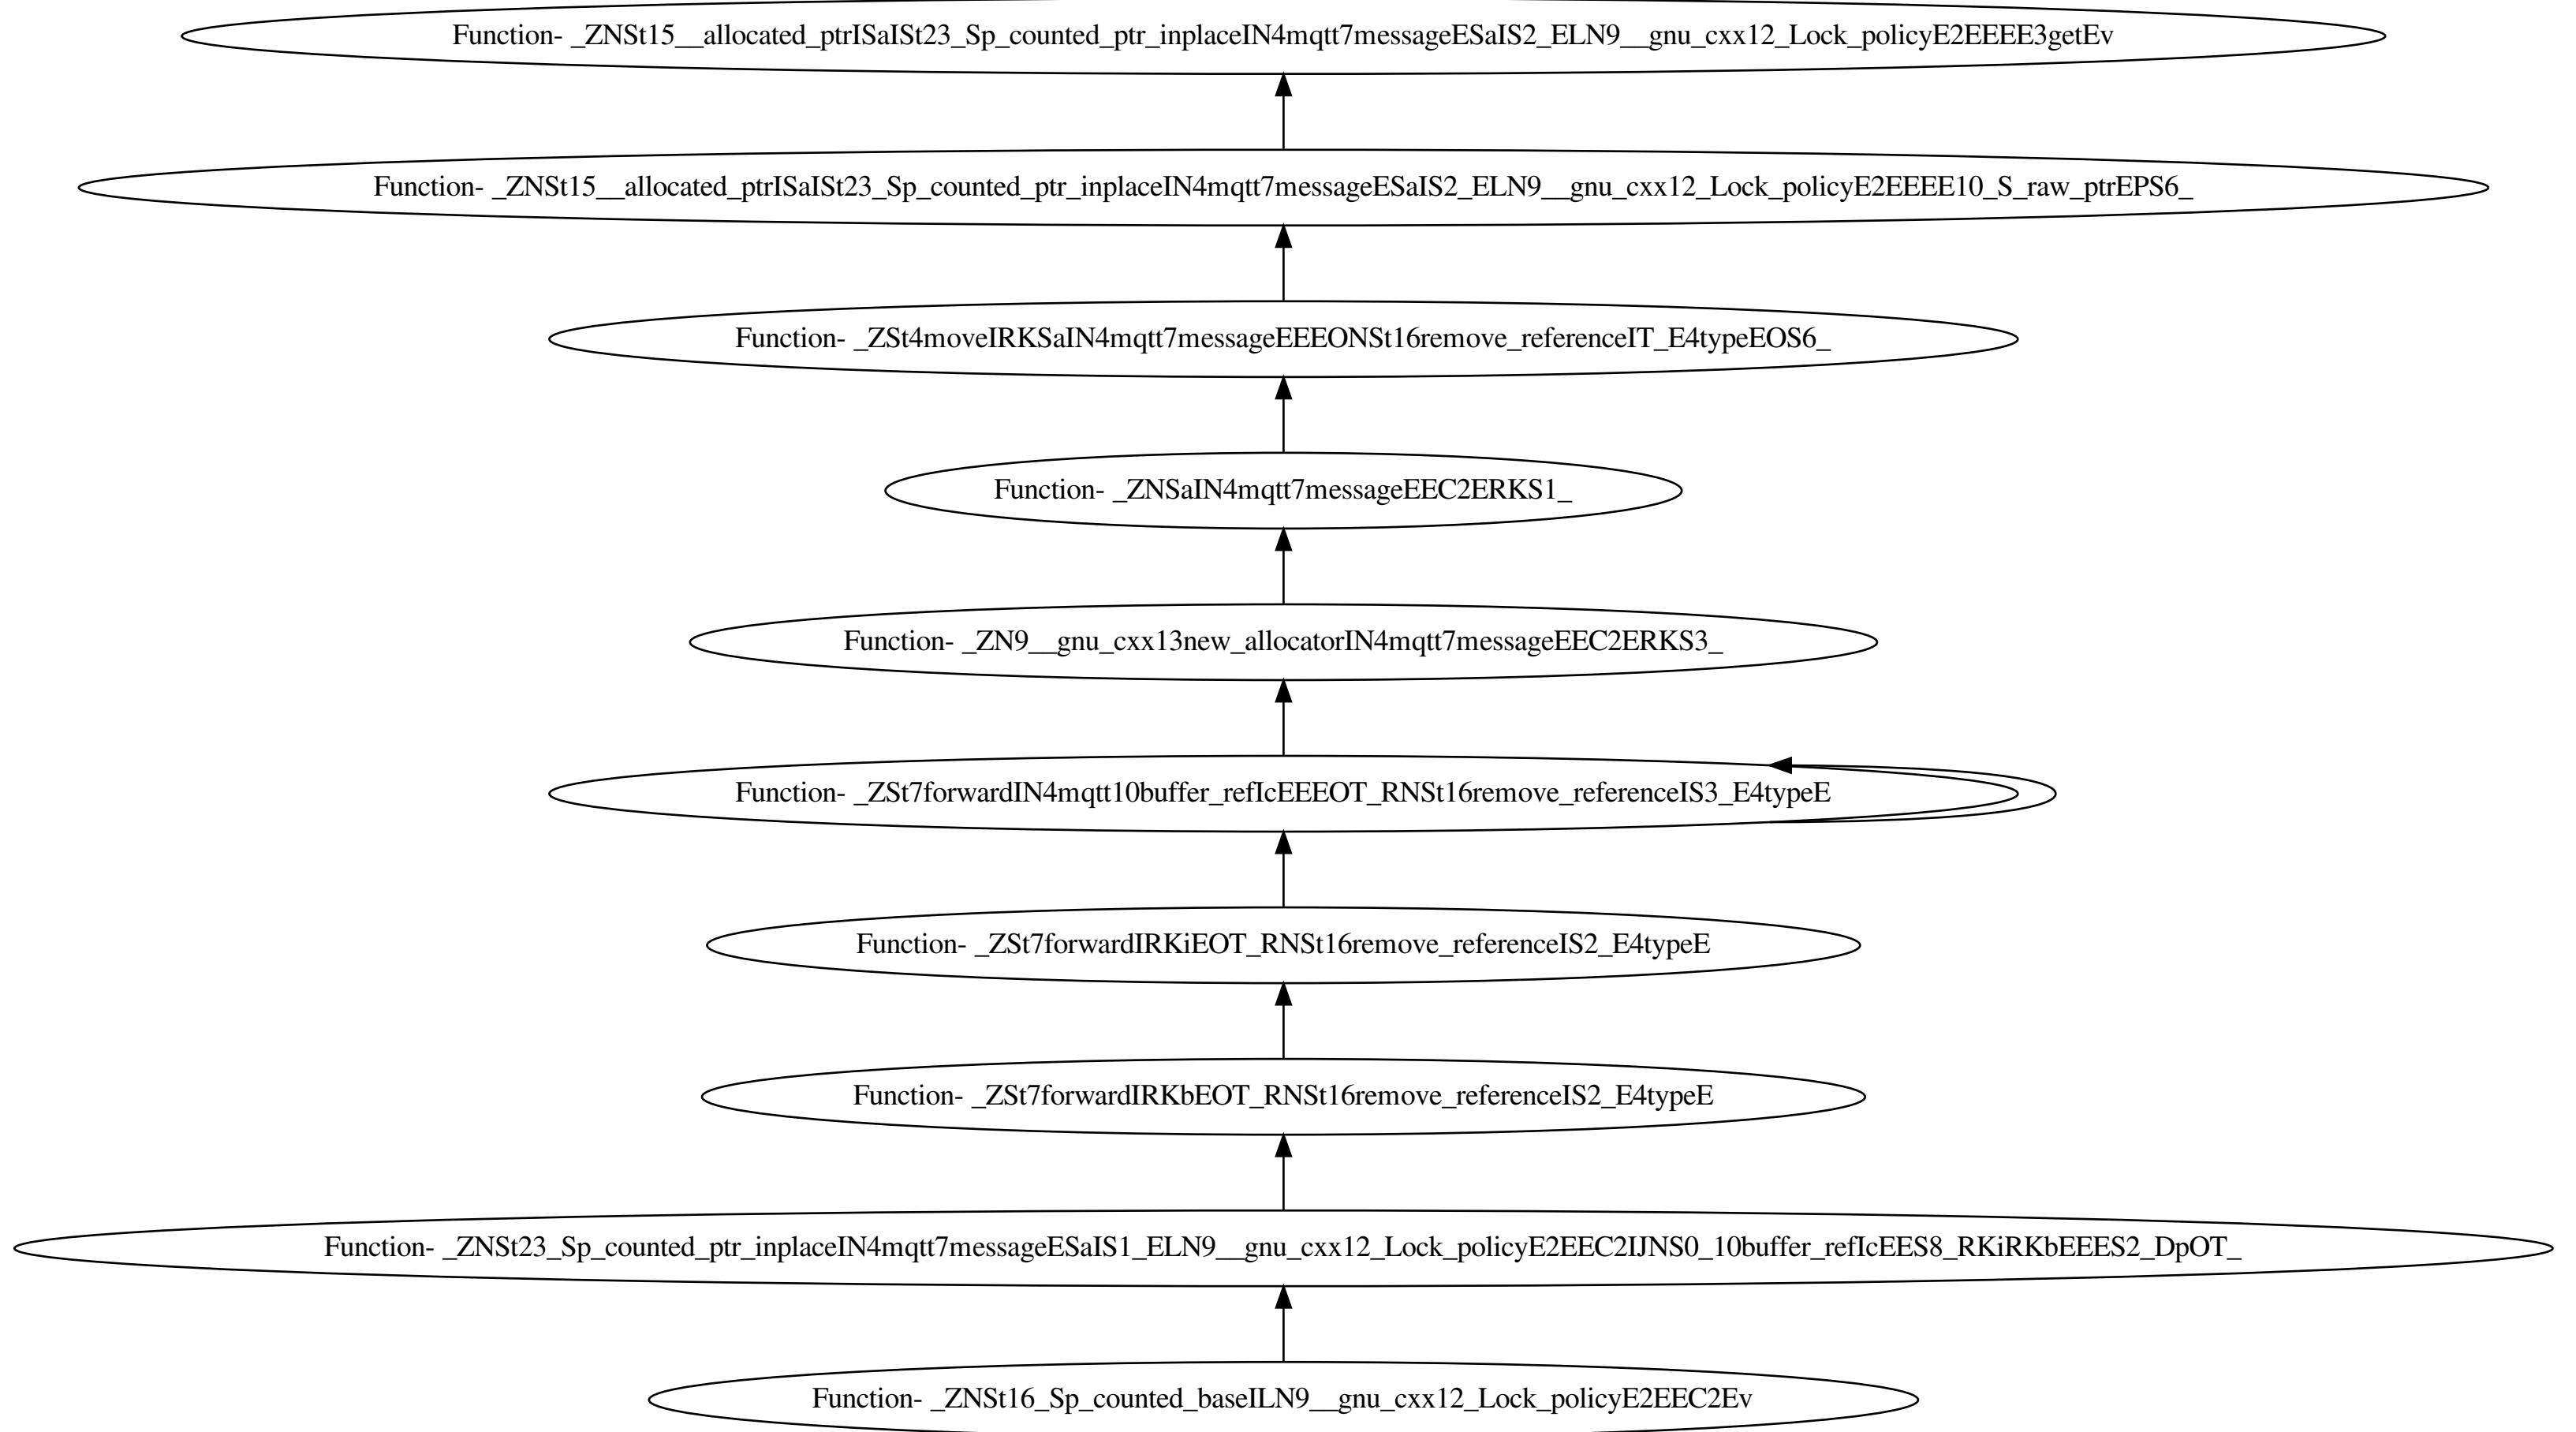 Function- _ZNSt15__allocated_ptrISaISt23_Sp_counted_ptr_inplaceIN4mqtt7messageESaIS2_ELN9__gnu_cxx12_Lock_policyE2EEEE3getEv
Function- _ZNSt15__allocated_ptrISaISt23_Sp_counted_ptr_inplaceIN4mqtt7messageESaIS2_ELN9__gnu_cxx12_Lock_policyE2EEEE10_S_raw_ptrEPS6_
Function- _ZSt4moveIRKSaIN4mqtt7messageEEEONSt16remove_referenceIT_E4typeEOS6_
Function- _ZNSaIN4mqtt7messageEEC2ERKS1_
Function- _ZN9__gnu_cxx13new_allocatorIN4mqtt7messageEEC2ERKS3_
Function- _ZSt7forwardIN4mqtt10buffer_refIcEEEOT_RNSt16remove_referenceIS3_E4typeE
Function- _ZSt7forwardIRKiEOT_RNSt16remove_referenceIS2_E4typeE
Function- _ZSt7forwardIRKbEOT_RNSt16remove_referenceIS2_E4typeE
Function- _ZNSt23_Sp_counted_ptr_inplaceIN4mqtt7messageESaIS1_ELN9__gnu_cxx12_Lock_policyE2EEC2IJNS0_10buffer_refIcEES8_RKiRKbEEES2_DpOT_
Function- _ZNSt16_Sp_counted_baseILN9__gnu_cxx12_Lock_policyE2EEC2Ev